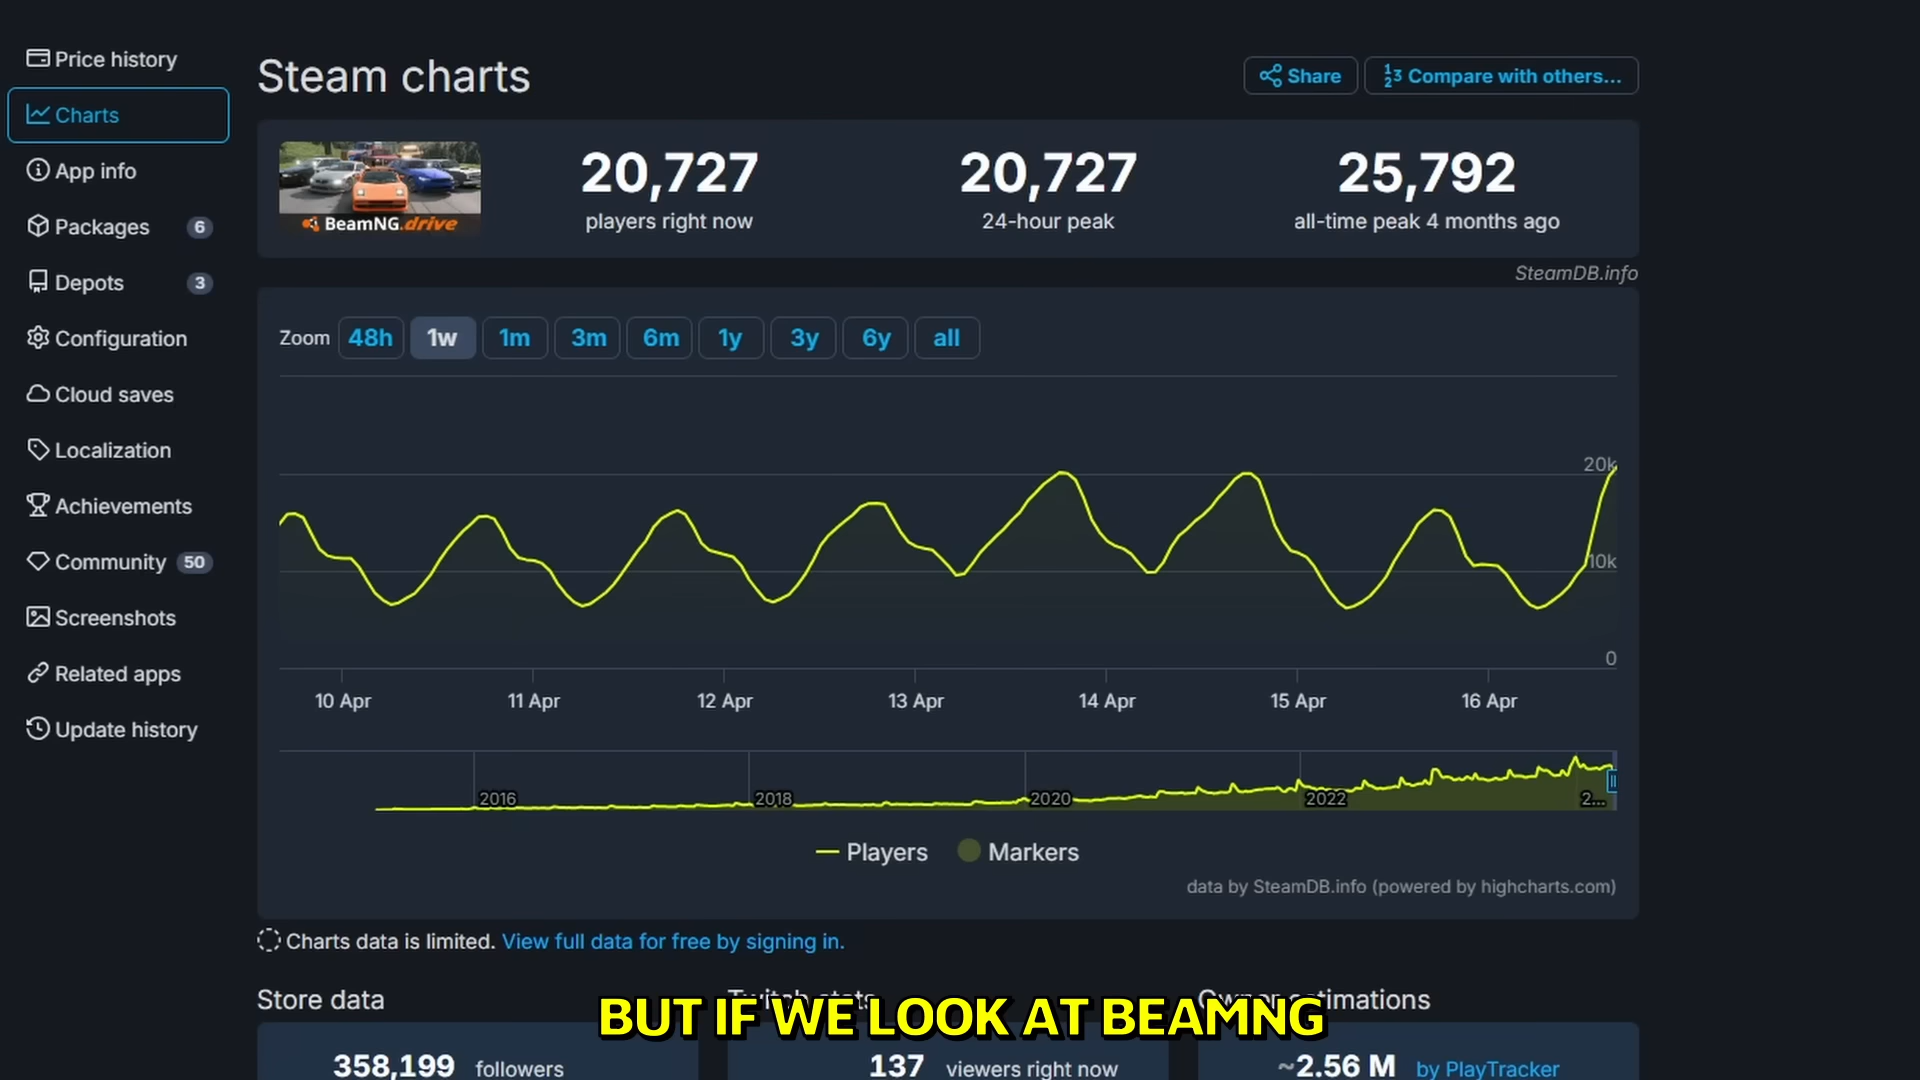 Price history
Charts
App info
Packages 6
Depots 3
Configuration
Cloud saves
Localization
Achievements
Community 50
Screenshots
Related apps
Update history
Steam charts
Share
Compare with others...
BeamNG.drive
20,727
players right now
20,727
24-hour peak
25,792
all-time peak 4 months ago
SteamDB.info
Zoom 48h 1w 1m 3m 6m 1y 3y 6y all
20k
10k
0
10 Apr 11 Apr 12 Apr 13 Apr 14 Apr 15 Apr 16 Apr
2016 2018 2020 2022 2...
Players Markers
data by SteamDB.info (powered by highcharts.com)
Charts data is limited. View full data for free by signing in.
Store data
Twitch stats
Owner estimations
BUT IF WE LOOK AT BEAMNG
358,199 followers
137 viewers right now
~2.56 M by PlayTracker